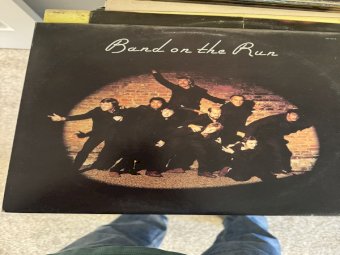 Band on the Run